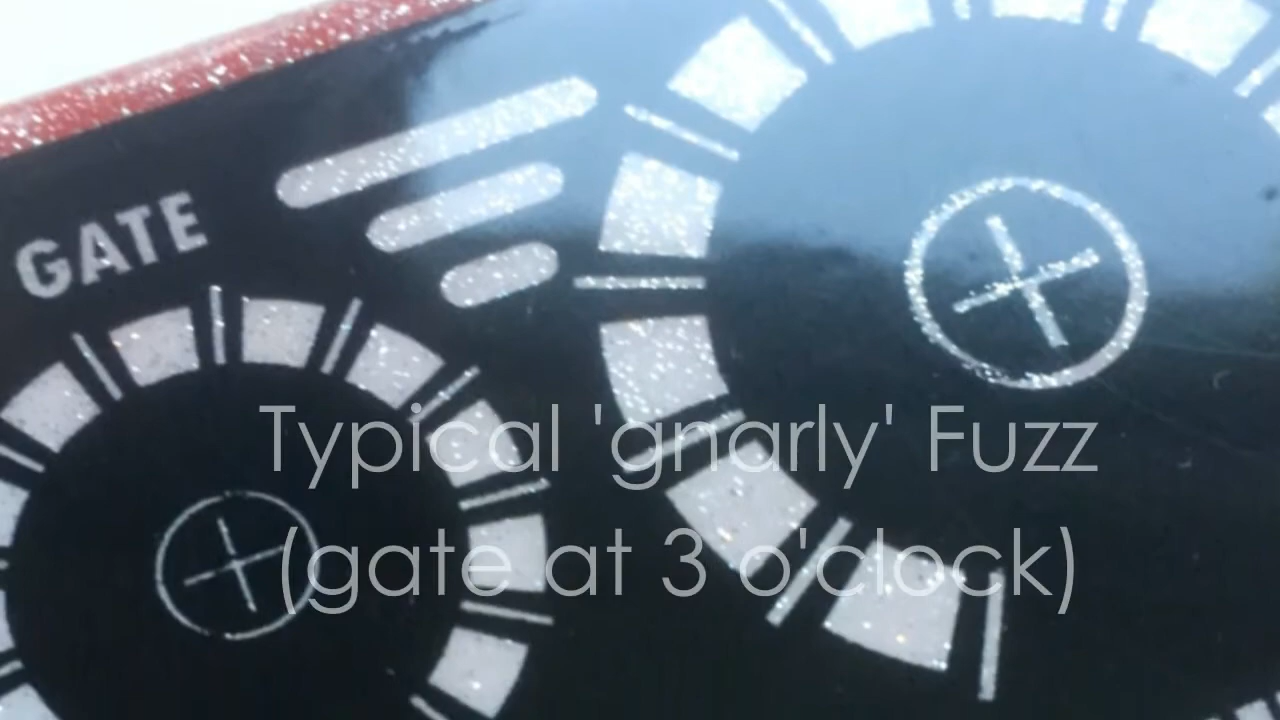 GATE
Typical 'gnarly' Fuzz
(gate at 3 o'clock)